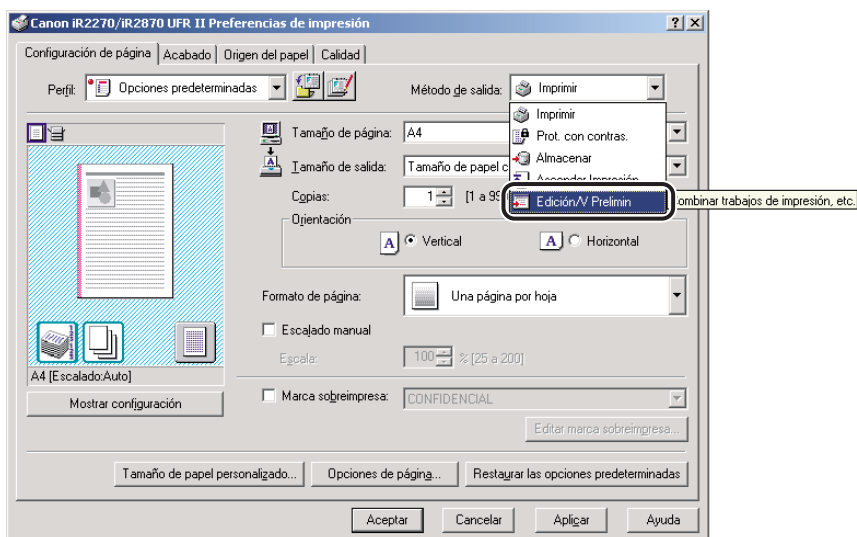 Canon iR2270/iR2870 UFR II Preferencias de impresión
Configuración de página Acabado Origen del papel Calidad
Perfil: Opciones predeterminadas Método de salida: Imprimir
Imprimir
Prot. con contras.
Almacenar
Edición/V Prelimin
ombinar trabajos de impresión, etc.
Tamaño de página: A4
Tamaño de salida: Tamaño de papel c
Copias: 1 [1 a 99
Orientación
A Vertical A Horizontal
Formato de página: Una página por hoja
Escalado manual
Escala: 100 % [25 a 200]
A4 [Escalado:Auto]
Mostrar configuración
Marca sobreimpresa: CONFIDENCIAL
Editar marca sobreimpresa...
Tamaño de papel personalizado... Opciones de página... Restaurar las opciones predeterminadas
Aceptar Cancelar Aplicar Ayuda